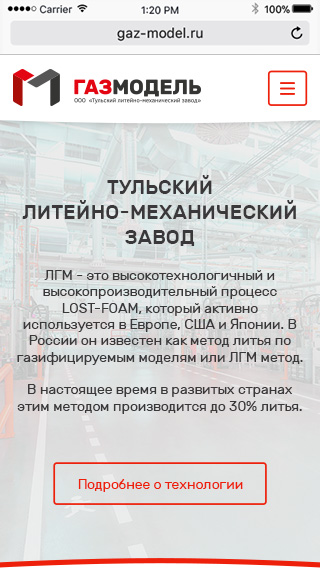 Carrier 1:20 PM 100%
gaz-model.ru
ГАЗМОДЕЛЬ
ООО «Тульский литейно-механический завод»
ТУЛЬСКИЙ
ЛИТЕЙНО-МЕХАНИЧЕСКИЙ
ЗАВОД
ЛГМ - это высокотехнологичный и
высокопроизводительный процесс
LOST-FOAM, который активно
используется в Европе, США и Японии. В
России он известен как метод литья по
газифицируемым моделям или ЛГМ метод.
В настоящее время в развитых странах
этим методом производится до 30% литья.
Подробнее о технологии